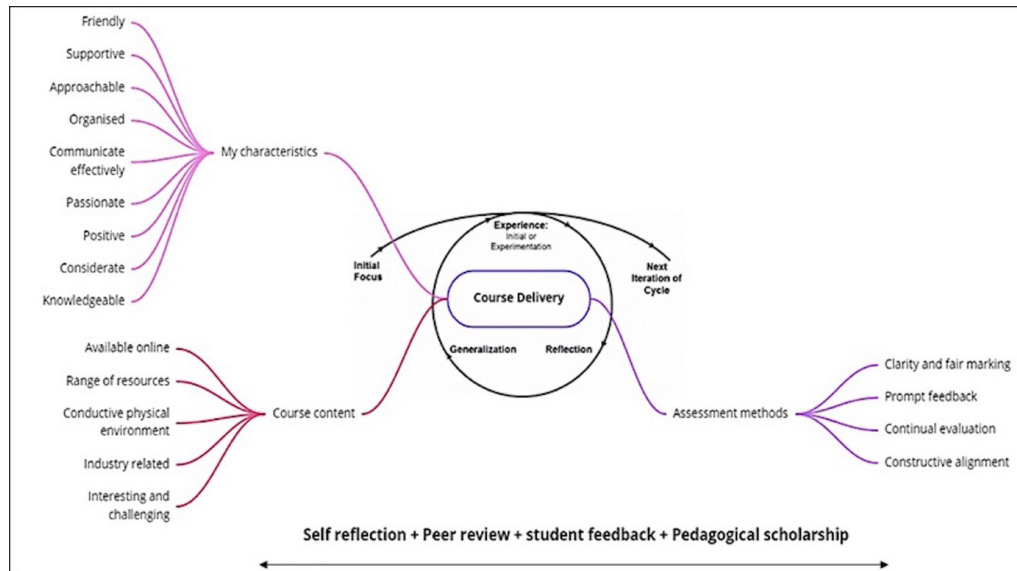 Friendly
Supportive
Approachable
Organised
Communicate
effectively
Passionate
Positive
Considerate
Knowledgeable
My characteristics
Available online
Range of resources
Conductive physical
environment
Industry related
Interesting and
challenging
Course content
Initial
Focus
Experience:
Initial or
Experimentation
Next
Iteration of
Cycle
Course Delivery
Generalization
Reflection
Assessment methods
Clarity and fair marking
Prompt feedback
Continual evaluation
Constructive alignment
Self reflection + Peer review + student feedback + Pedagogical scholarship